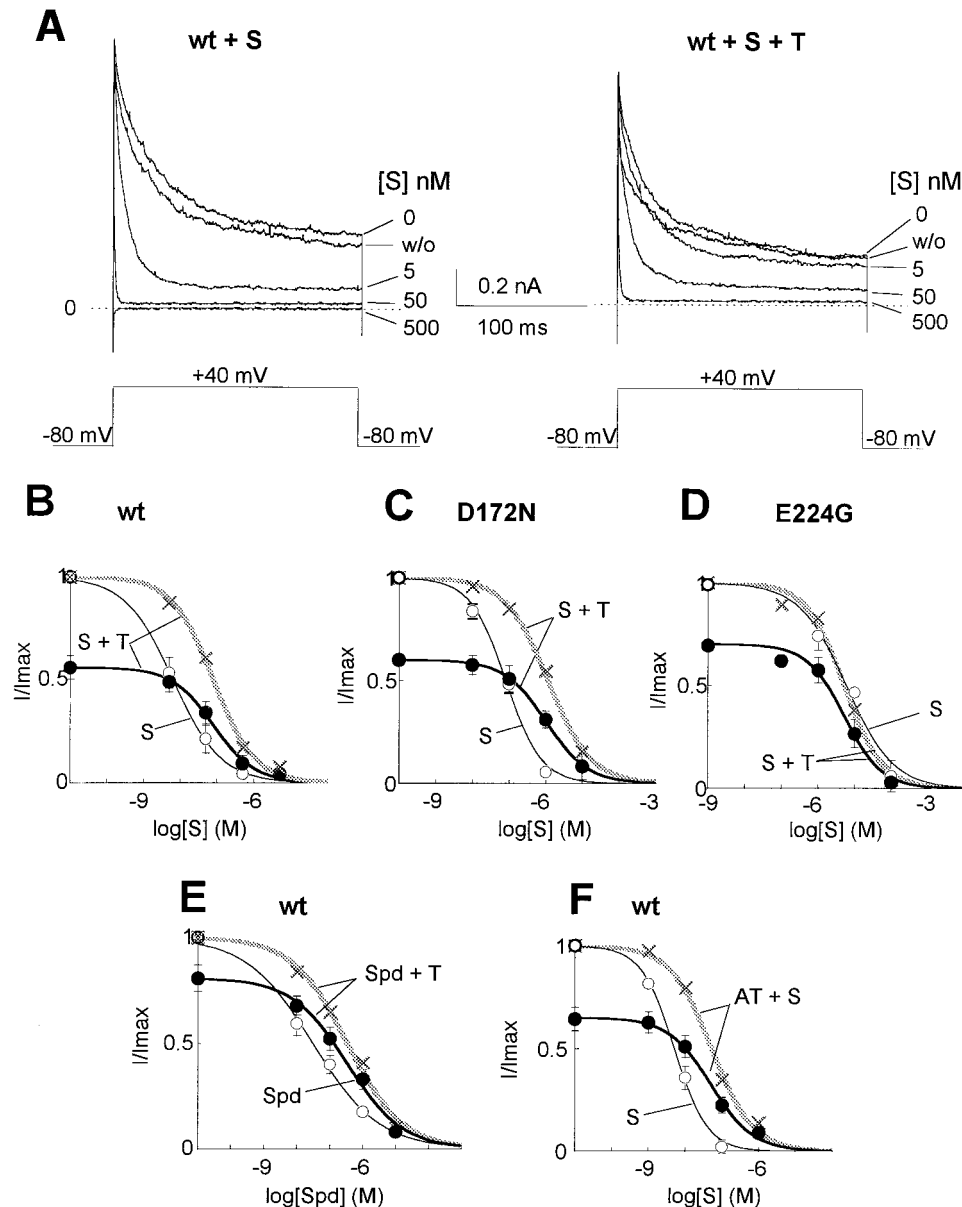 A
wt + S
wt + S + T
[S] nM
0
w/o
5
50
500
[S] nM
0
w/o
5
50
500
0
0.2 nA
100 ms
+40 mV
-80 mV
-80 mV
+40 mV
-80 mV
-80 mV
B
wt
C
D172N
D
E224G
1
0.5
0
I/Imax
S + T
S
-9
-6
log[S] (M)
1
0.5
0
I/Imax
S + T
S
-9
-6
-3
log[S] (M)
1
0.5
0
I/Imax
S
S + T
-9
-6
-3
log[S] (M)
E
wt
F
wt
1
0.5
0
I/Imax
Spd + T
Spd
-9
-6
log[Spd] (M)
1
0.5
0
I/Imax
AT + S
S
-9
-6
log[S] (M)